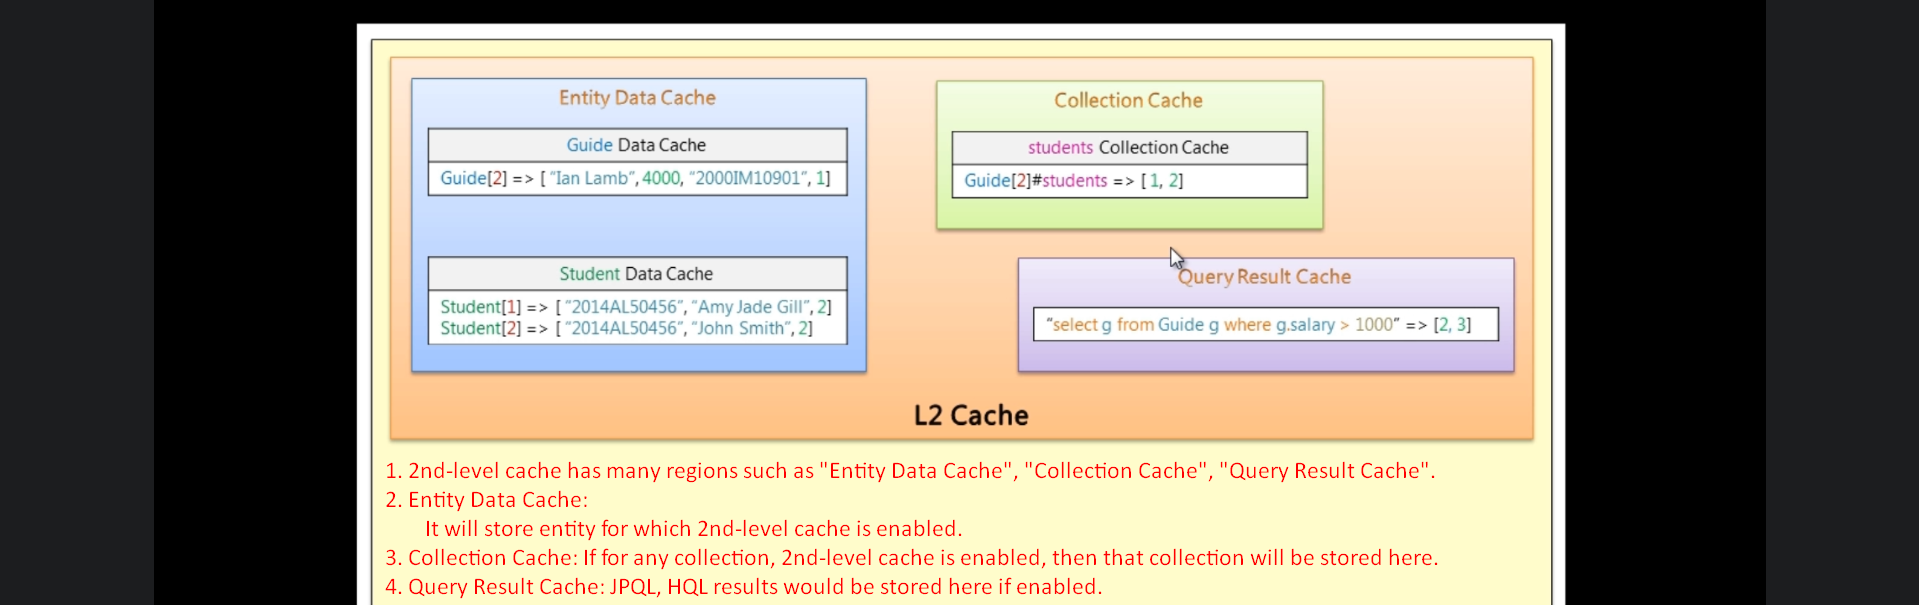 Entity Data Cache
Guide Data Cache
Guide[2] => [ “Ian Lamb”, 4000, “2000IM10901”, 1]
Student Data Cache
Student[1] => [ “2014AL50456”, “Amy Jade Gill”, 2]
Student[2] => [ “2014AL50456”, “John Smith”, 2]
Collection Cache
students Collection Cache
Guide[2]#students => [ 1, 2]
Query Result Cache
“select g from Guide g where g.salary > 1000” => [2, 3]
L2 Cache
1. 2nd-level cache has many regions such as "Entity Data Cache", "Collection Cache", "Query Result Cache".
2. Entity Data Cache:
It will store entity for which 2nd-level cache is enabled.
3. Collection Cache: If for any collection, 2nd-level cache is enabled, then that collection will be stored here.
4. Query Result Cache: JPQL, HQL results would be stored here if enabled.